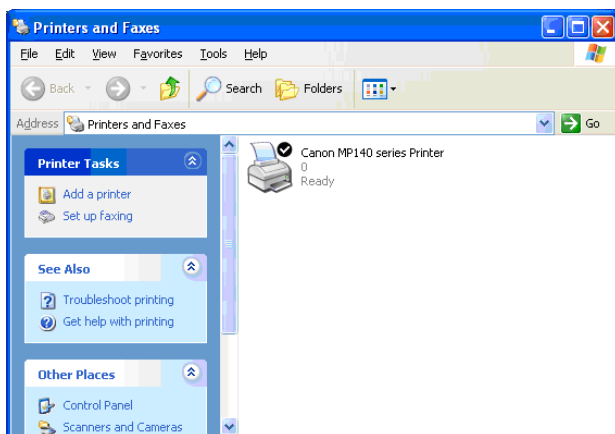 Printers and Faxes
File Edit View Favorites Tools Help
Back Search Folders
Address Printers and Faxes Go
Printer Tasks
Add a printer
Set up faxing
See Also
Troubleshoot printing
Get help with printing
Other Places
Control Panel
Scanners and Cameras
Canon MP140 series Printer
0
Ready